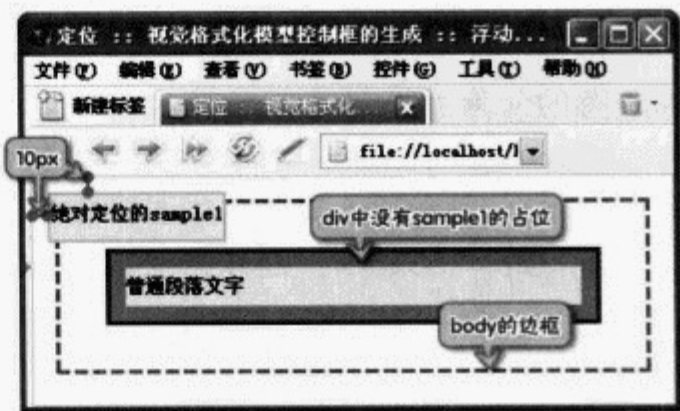 定位 :: 视觉格式化模型控制框的生成 :: 浮动...
文件(F) 编辑(E) 查看(V) 书签(B) 控件(G) 工具(T) 帮助(H)
新建标签 定位 :: 视觉格式化...
file://localhost/l
10px
绝对定位的sample1
div中没有sample1的占位
普通段落文字
body的边框